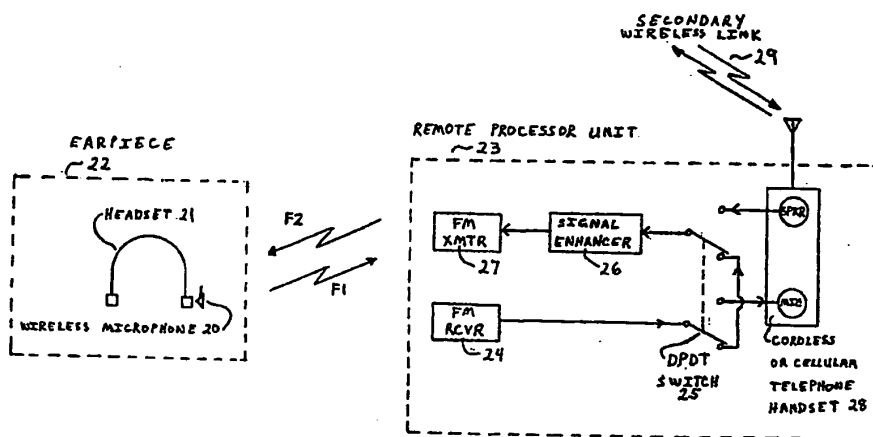 SECONDARY
WIRELESS LINK
29
EARPIECE
22
HEADSET 21
WIRELESS MICROPHONE 20
F2
F1
REMOTE PROCESSOR UNIT
23
FM
XMTR
27
SIGNAL
ENHANCER
26
SPKR
FM
RCVR
24
MIC
DPDT
SWITCH
25
CORDLESS
OR CELLULAR
TELEPHONE
HANDSET 28